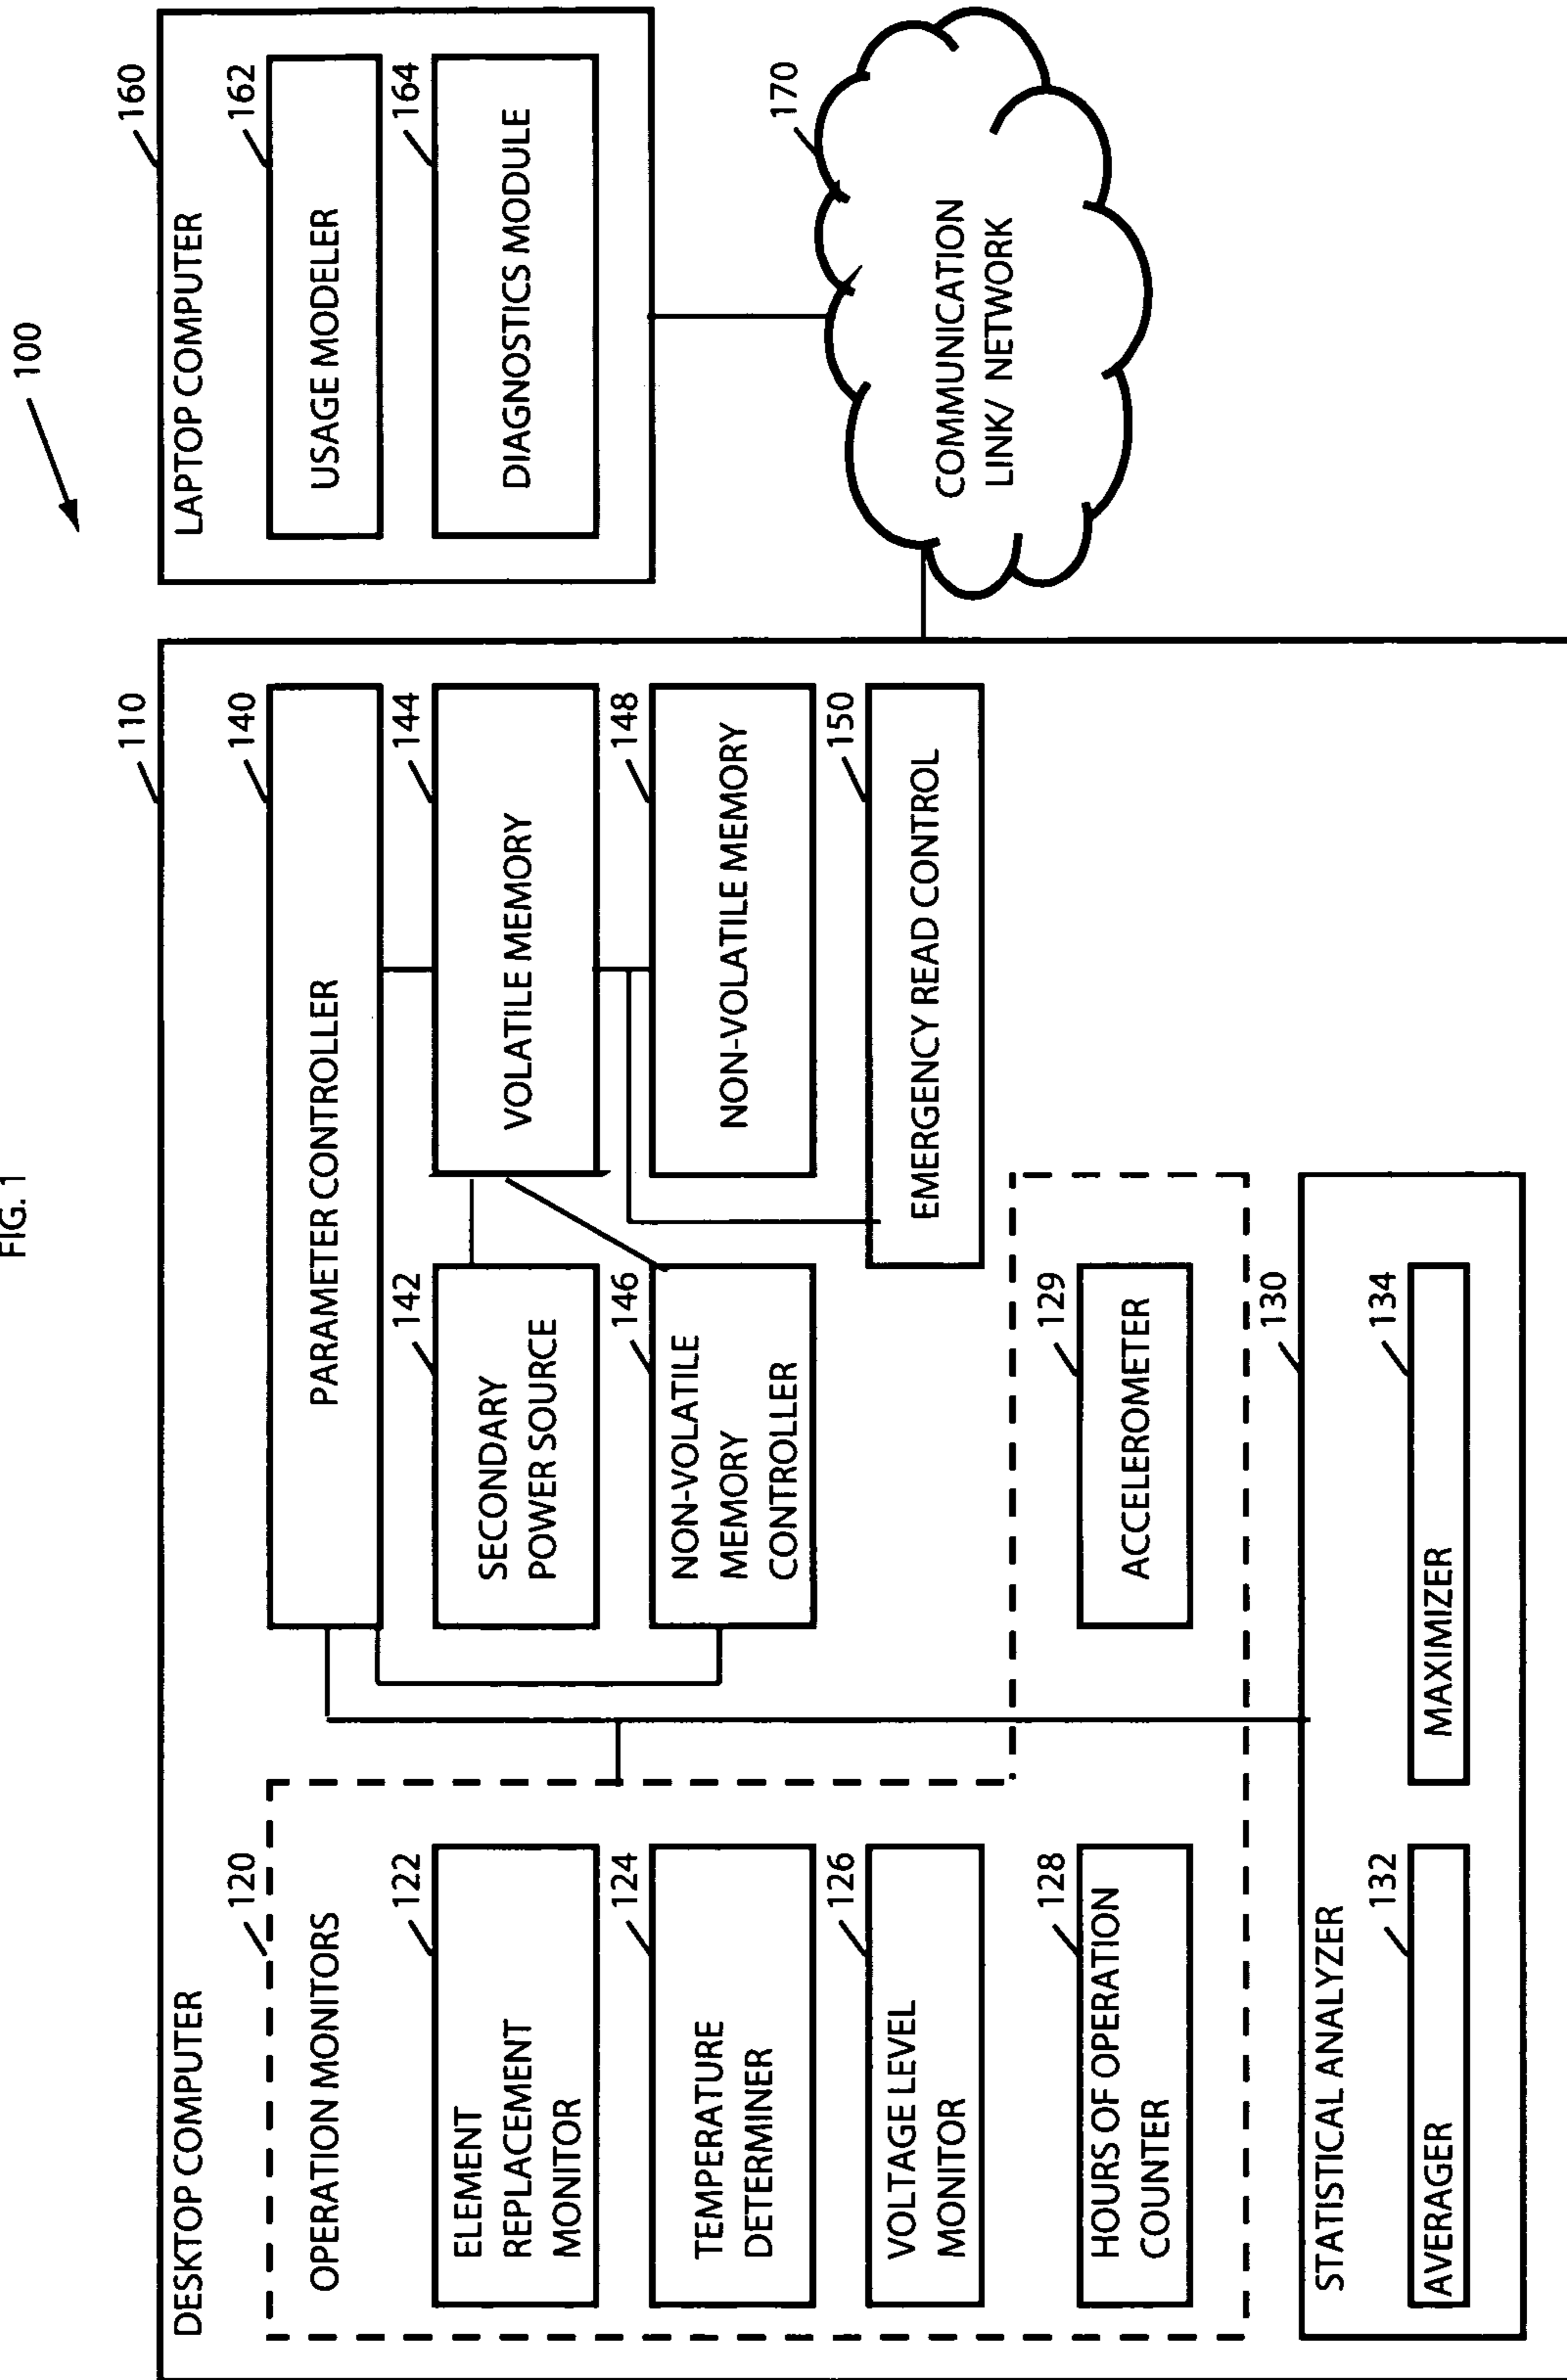 FIG. 1
100
DESKTOP COMPUTER
110
OPERATION MONITORS
120
ELEMENT
REPLACEMENT
MONITOR
122
TEMPERATURE
DETERMINER
124
VOLTAGE LEVEL
MONITOR
126
HOURS OF OPERATION
COUNTER
128
ACCELEROMETER
129
STATISTICAL ANALYZER
130
AVERAGER
132
MAXIMIZER
134
PARAMETER CONTROLLER
140
SECONDARY
POWER SOURCE
142
VOLATILE MEMORY
144
NON-VOLATILE
MEMORY
CONTROLLER
146
NON-VOLATILE MEMORY
148
EMERGENCY READ CONTROL
150
LAPTOP COMPUTER
160
USAGE MODELER
162
DIAGNOSTICS MODULE
164
COMMUNICATION
LINK/ NETWORK
170